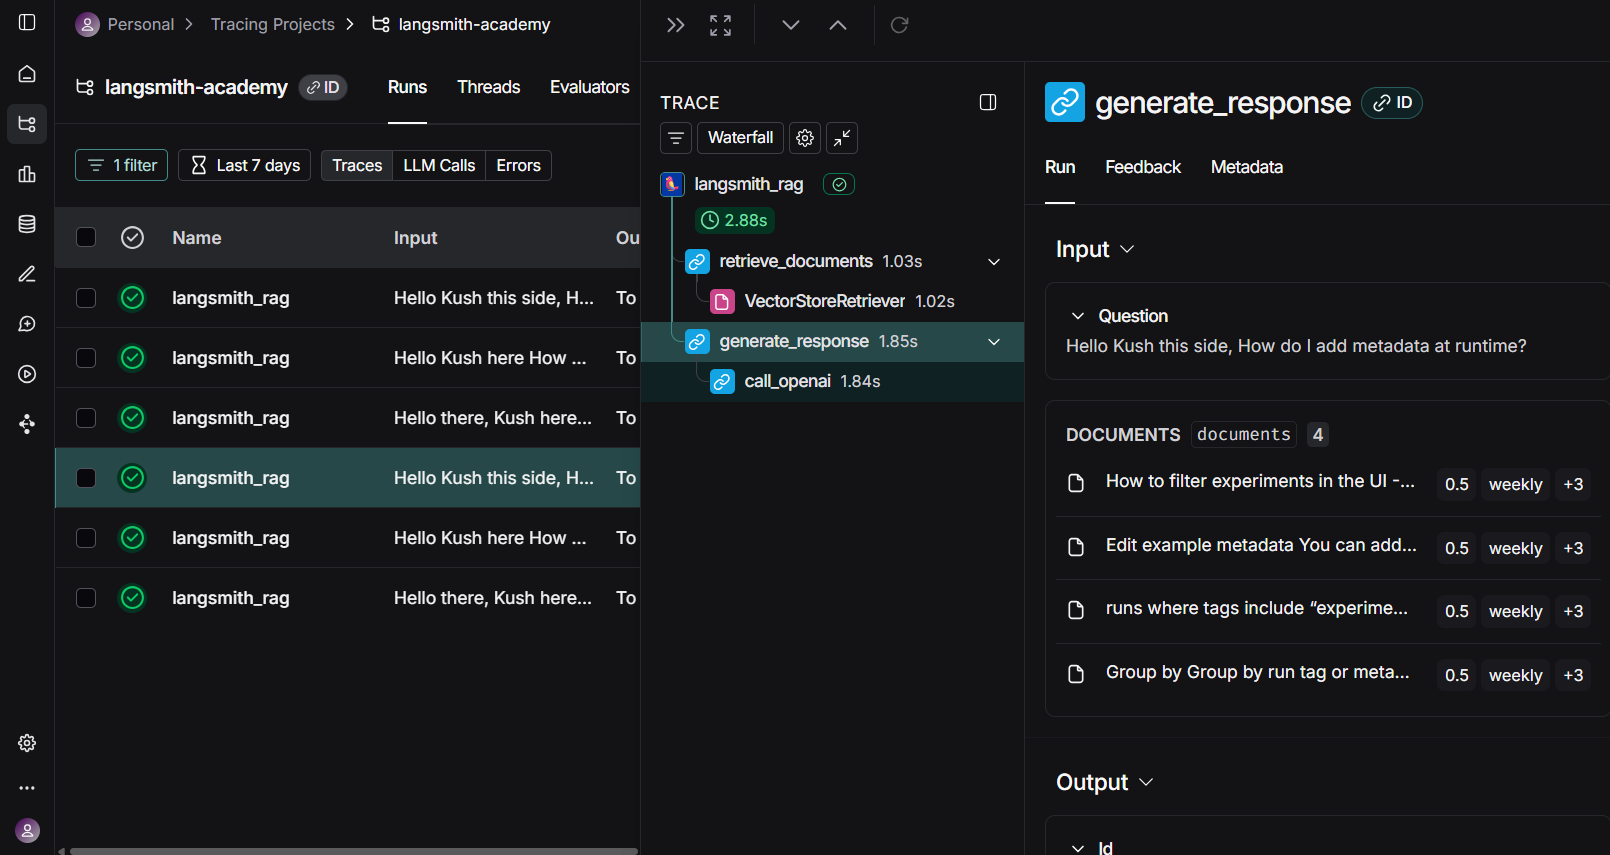 Personal > Tracing Projects > langsmith-academy
langsmith-academy ID Runs Threads Evaluators
1 filter Last 7 days Traces LLM Calls Errors
Name Input Ou
langsmith_rag Hello Kush this side, H... To
langsmith_rag Hello Kush here How ... To
langsmith_rag Hello there, Kush here... To
langsmith_rag Hello Kush this side, H... To
langsmith_rag Hello Kush here How ... To
langsmith_rag Hello there, Kush here... To
TRACE
Waterfall
langsmith_rag
2.88s
retrieve_documents 1.03s
VectorStoreRetriever 1.02s
generate_response 1.85s
call_openai 1.84s
generate_response ID
Run Feedback Metadata
Input
Question
Hello Kush this side, How do I add metadata at runtime?
DOCUMENTS documents 4
How to filter experiments in the UI -... 0.5 weekly +3
Edit example metadata You can add... 0.5 weekly +3
runs where tags include “experime... 0.5 weekly +3
Group by Group by run tag or meta... 0.5 weekly +3
Output
Id